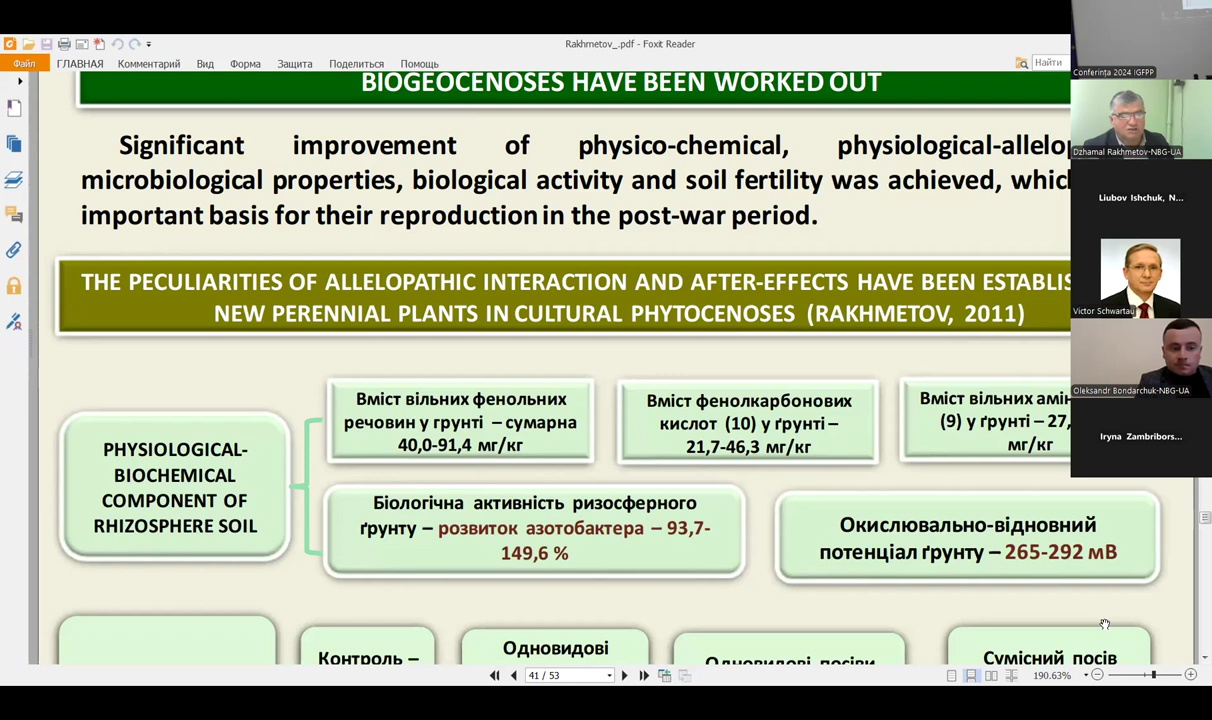 Rakhmetov_.pdf - Foxit Reader
Файл ГЛАВНАЯ Комментарий Вид Форма Защита Поделиться Помощь
Найти
BIOGEOCENOSES HAVE BEEN WORKED OUT
Significant improvement of physico-chemical,
microbiological properties, biological activity and soil fertility was achieved,
important basis for their reproduction in the post-war period.
THE PECULIARITIES OF ALLELOPATHIC INTERACTION AND AFTER-EFFECTS HAVE BEEN
NEW PERENNIAL PLANTS IN CULTURAL PHYTOCENOSES (RAKHMETOV, 2011)
PHYSIOLOGICAL-
BIOCHEMICAL
COMPONENT OF
RHIZOSPHERE SOIL
Вміст вільних фенольних
речовин у грунті – сумарна
40,0-91,4 мг/кг
Вміст фенолкарбонових
кислот (10) у ґрунті –
21,7-46,3 мг/кг
Вміст вільних
(9) у ґрунті –
мг/кг
Біологічна активність ризосферного
ґрунту – розвиток азотобактера – 93,7-
149,6 %
Окислювально-відновний
потенціал ґрунту – 265-292 мВ
Контроль –
Одновидові
Одновидові посіви
Сумісний посів
41 / 53
190.63%
Conferința 2024 IGFPP
Dzhamal Rakhmetov-NBG-UA
Liubov Ishchuk, N...
Victor Schwartau
Oleksandr Bondarchuk-NBG-UA
Iryna Zambribors...